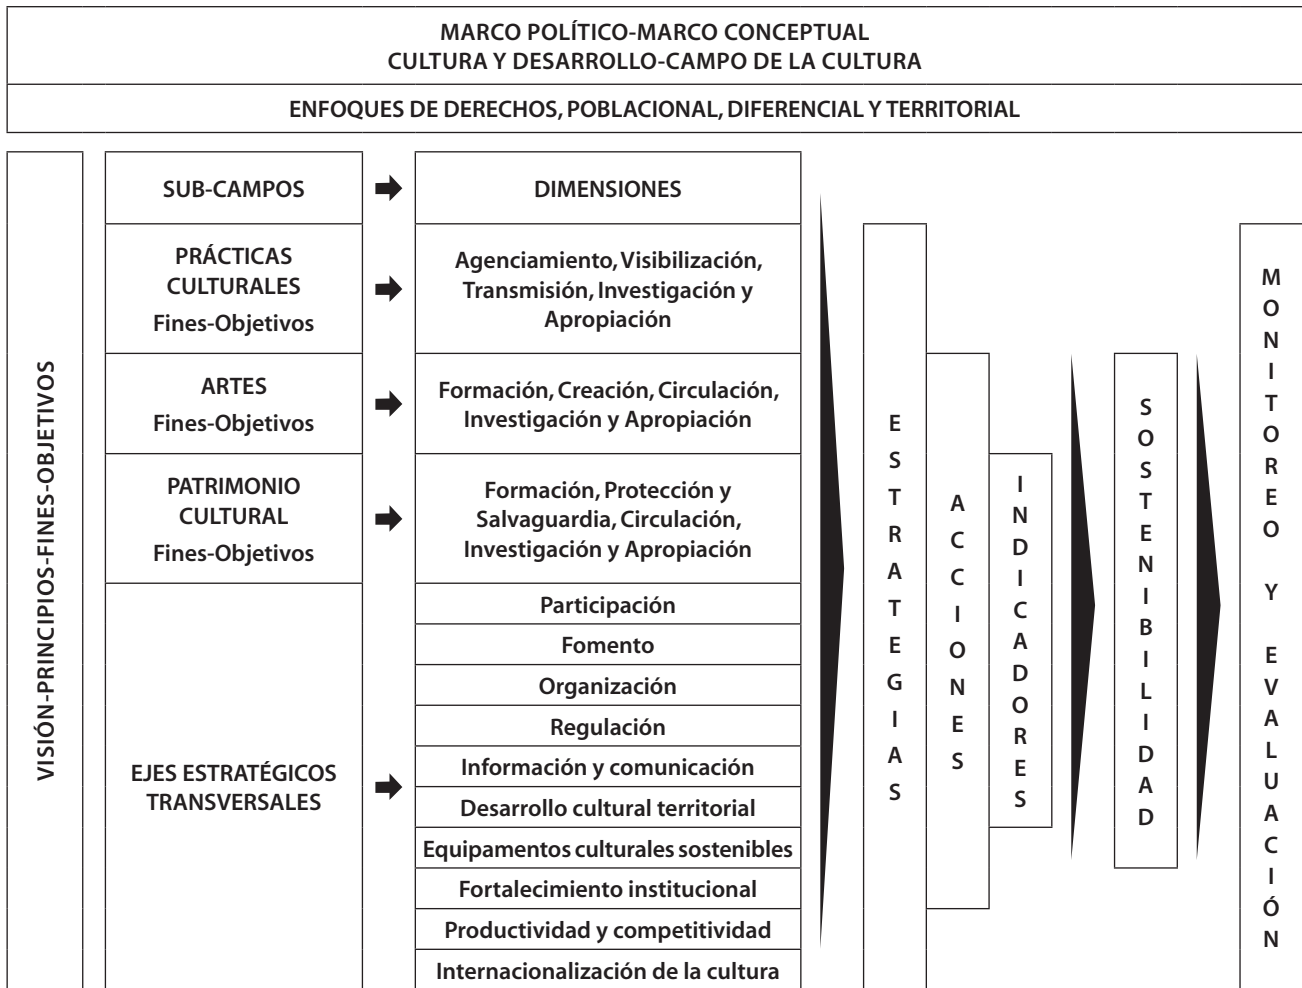 MARCO POLÍTICO-MARCO CONCEPTUAL
CULTURA Y DESARROLLO-CAMPO DE LA CULTURA
ENFOQUES DE DERECHOS, POBLACIONAL, DIFERENCIAL Y TERRITORIAL
VISIÓN-PRINCIPIOS-FINES-OBJETIVOS
SUB-CAMPOS
DIMENSIONES
PRÁCTICAS
CULTURALES
Fines-Objetivos
Agenciamiento, Visibilización,
Transmisión, Investigación y
Apropiación
ARTES
Fines-Objetivos
Formación, Creación, Circulación,
Investigación y Apropiación
PATRIMONIO
CULTURAL
Fines-Objetivos
Formación, Protección y
Salvaguardia, Circulación,
Investigación y Apropiación
EJES ESTRATÉGICOS
TRANSVERSALES
Participación
Fomento
Organización
Regulación
Información y comunicación
Desarrollo cultural territorial
Equipamentos culturales sostenibles
Fortalecimiento institucional
Productividad y competitividad
Internacionalización de la cultura
ESTRATEGIAS
ACCIONES
INDICADORES
SOSTENIBILIDAD
MONITOREO Y EVALUACIÓN